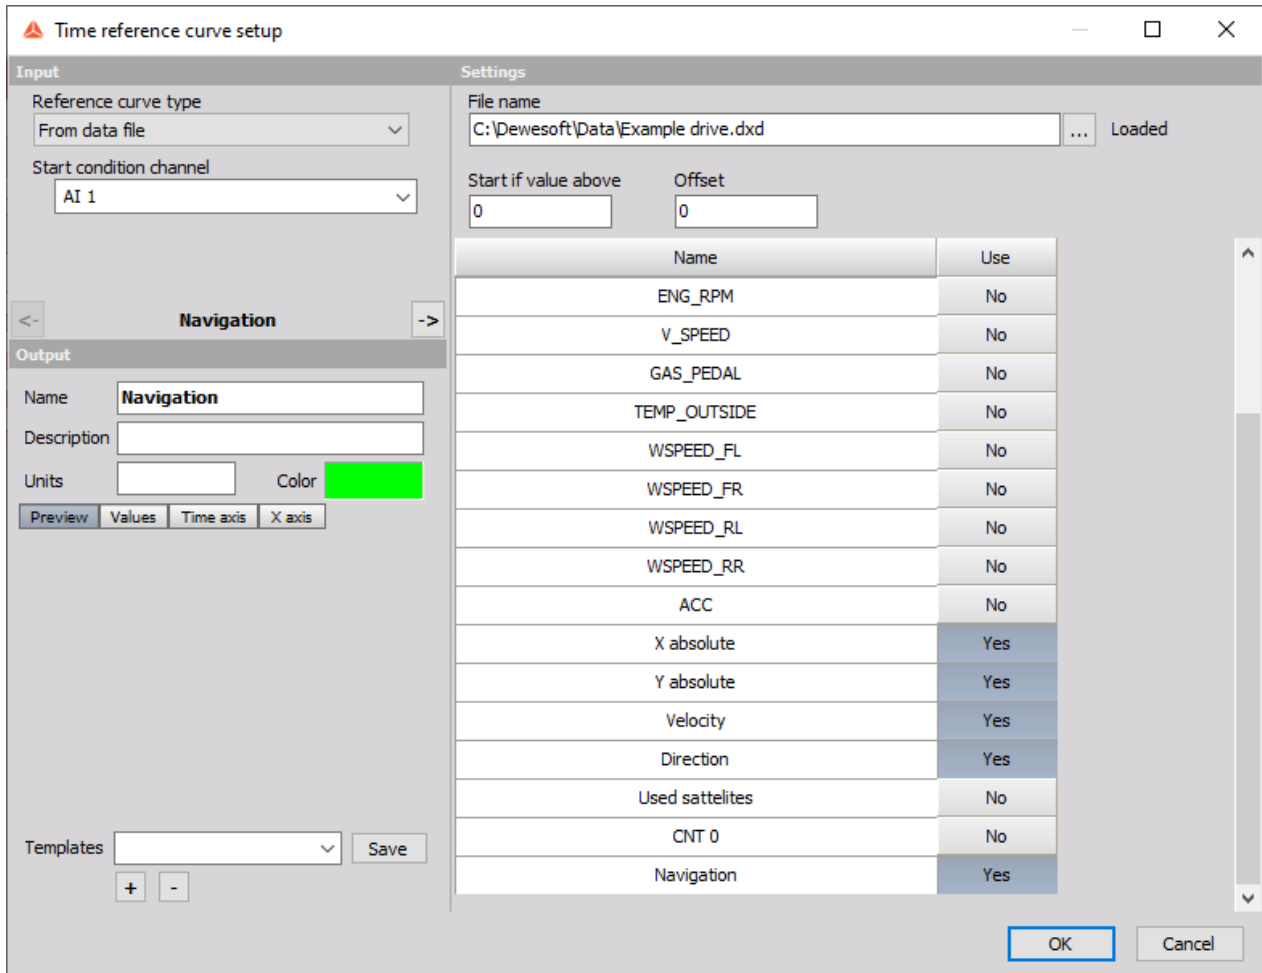 Time reference curve setup
Input
Reference curve type
From data file
Start condition channel
AI 1
<- Navigation ->
Output
Name Navigation
Description
Units Color
Preview Values Time axis X axis
Templates Save
+ -
Settings
File name
C:\Dewesoft\Data\Example drive.dxd ... Loaded
Start if value above Offset
0 0
Name Use
ENG_RPM No
V_SPEED No
GAS_PEDAL No
TEMP_OUTSIDE No
WSPEED_FL No
WSPEED_FR No
WSPEED_RL No
WSPEED_RR No
ACC No
X absolute Yes
Y absolute Yes
Velocity Yes
Direction Yes
Used sattelites No
CNT 0 No
Navigation Yes
OK Cancel